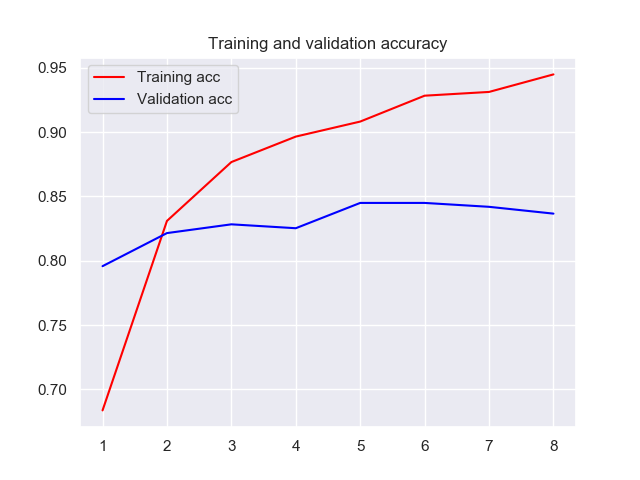 Training and validation accuracy
Training acc
Validation acc
0.95
0.90
0.85
0.80
0.75
0.70
1 2 3 4 5 6 7 8